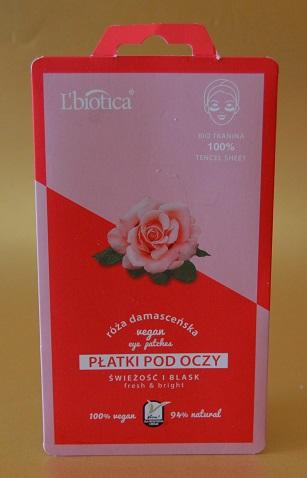 L'biotica®
BIO TKANINA
100%
TENCEL SHEET
róża damasceńska
vegan
eye patches
PŁATKI POD OCZY
ŚWIEŻOŚĆ I BLASK
fresh & bright
100% vegan
94% natural